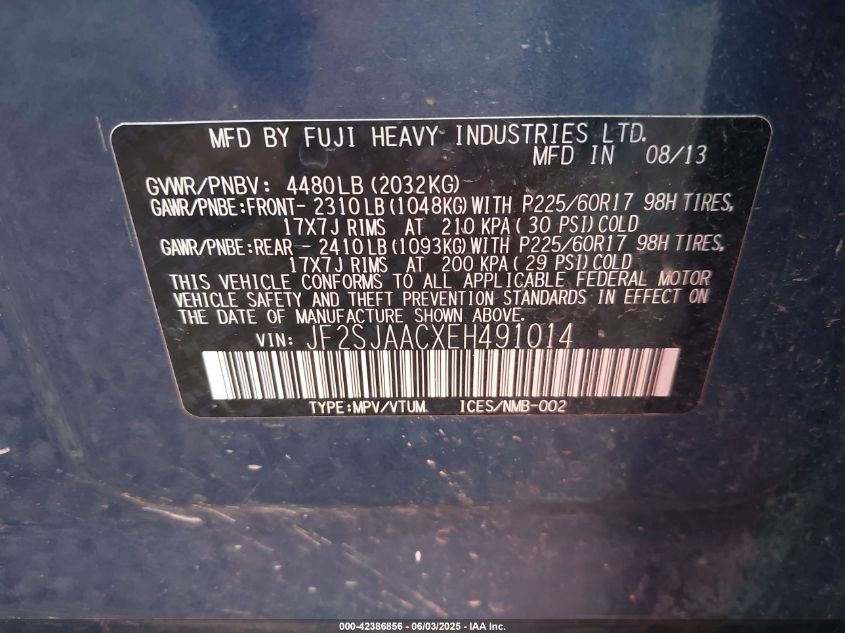 MFD BY FUJI HEAVY INDUSTRIES LTD.
MFD IN 08/13
GVWR/PNBV: 4480LB(2032KG)
GAWR/PNBE:FRONT- 2310LB(1048KG)WITH P225/60R17 98H TIRES,
17X7J RIMS AT 210 KPA( 30 PSI)COLD
GAWR/PNBE:REAR - 2410LB(1093KG)WITH P225/60R17 98H TIRES,
17X7J RIMS AT 200 KPA( 29 PSI)COLD
THIS VEHICLE CONFORMS TO ALL APPLICABLE FEDERAL MOTOR
VEHICLE SAFETY AND THEFT PREVENTION STANDARDS IN EFFECT ON
THE DATE OF MANUFACTURE SHOWN ABOVE.
VIN: JF2SJAACXEH491014
TYPE:MPV/VTUM ICES/NMB-002
000-42386856 - 06/03/2025 - IAA Inc.